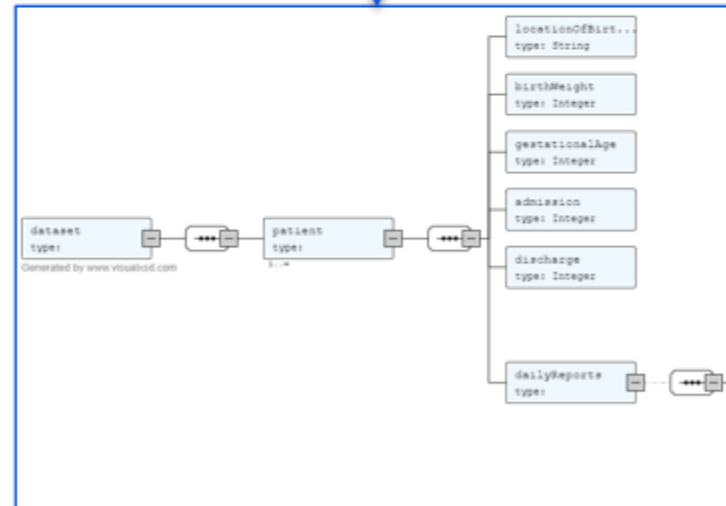 locationOfBirt...
type: String
birthWeight
type: Integer
gestationalAge
type: Integer
admission
type: Integer
dataset
type:
patient
type:
discharge
type: Integer
Generated by www.visualxsd.com
1..∞
dailyReports
type: